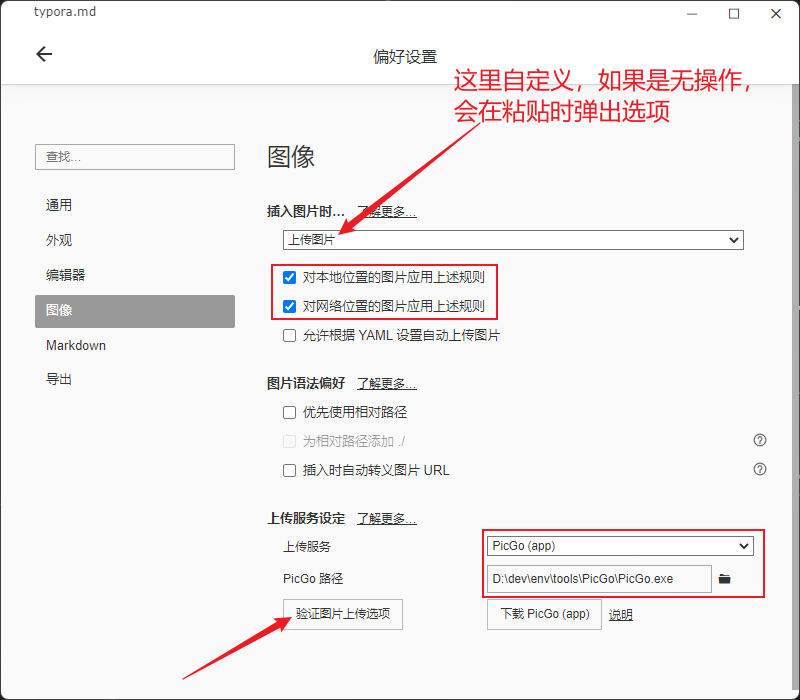 typora.md
偏好设置
这里自定义，如果是无操作，
会在粘贴时弹出选项
查找...
通用
外观
编辑器
图像
Markdown
导出
图像
插入图片时... 了解更多...
上传图片
对本地位置的图片应用上述规则
对网络位置的图片应用上述规则
允许根据 YAML 设置自动上传图片
图片语法偏好 了解更多...
优先使用相对路径
为相对路径添加 ./
插入时自动转义图片 URL
上传服务设定 了解更多...
上传服务 PicGo (app)
PicGo 路径 D:\dev\env\tools\PicGo\PicGo.exe
验证图片上传选项 下载 PicGo (app) 说明